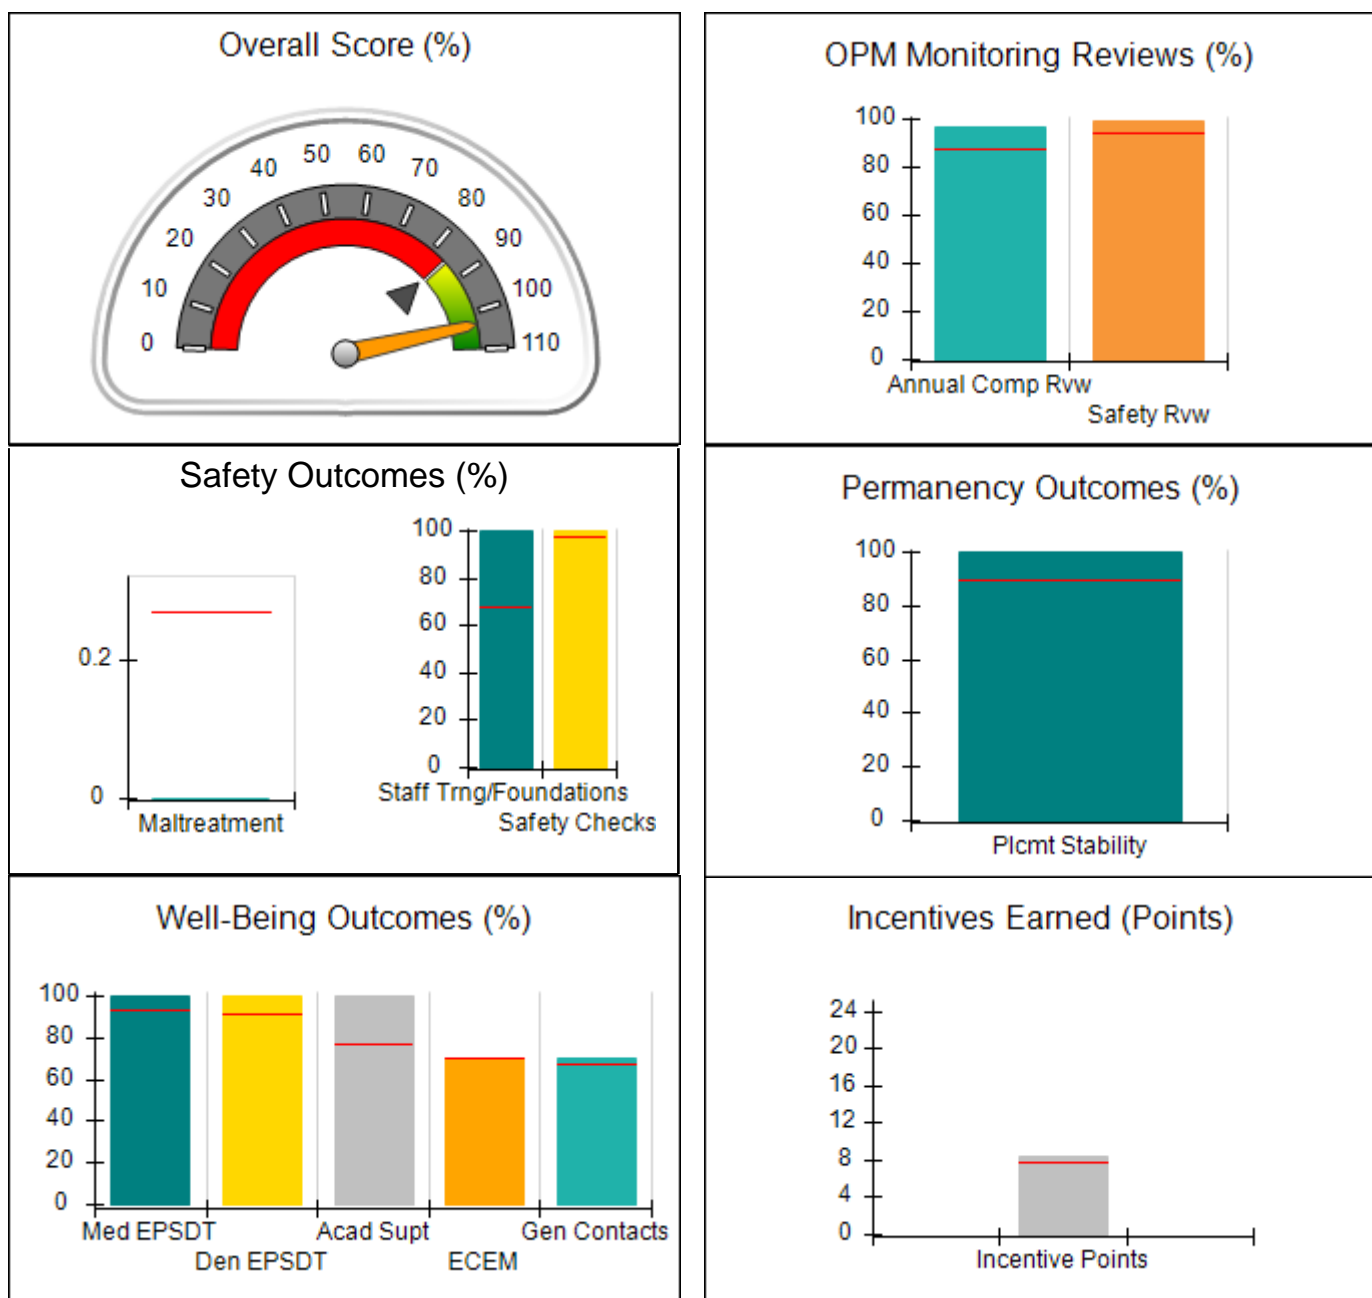 Overall Score (%)
0
10
20
30
40
50
60
70
80
90
100
110
OPM Monitoring Reviews (%)
100
80
60
40
20
0
Annual Comp Rvw
Safety Rvw
Safety Outcomes (%)
0.2
0
Maltreatment
100
80
60
40
20
0
Staff Trng/Foundations
Safety Checks
Permanency Outcomes (%)
100
80
60
40
20
0
Plcmt Stability
Well-Being Outcomes (%)
100
80
60
40
20
0
Med EPSDT
Acad Supt
Gen Contacts
Den EPSDT
ECEM
Incentives Earned (Points)
24
20
16
12
8
4
0
Incentive Points